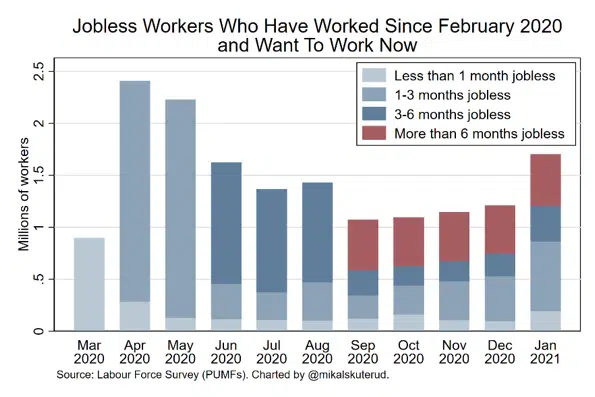 Jobless Workers Who Have Worked Since February 2020
and Want To Work Now
Less than 1 month jobless
1-3 months jobless
3-6 months jobless
More than 6 months jobless
Millions of workers
2.5
2
1.5
1
.5
0
Mar Apr May Jun Jul Aug Sep Oct Nov Dec Jan
2020 2020 2020 2020 2020 2020 2020 2020 2020 2020 2021
Source: Labour Force Survey (PUMFs). Charted by @mikalskuterud.